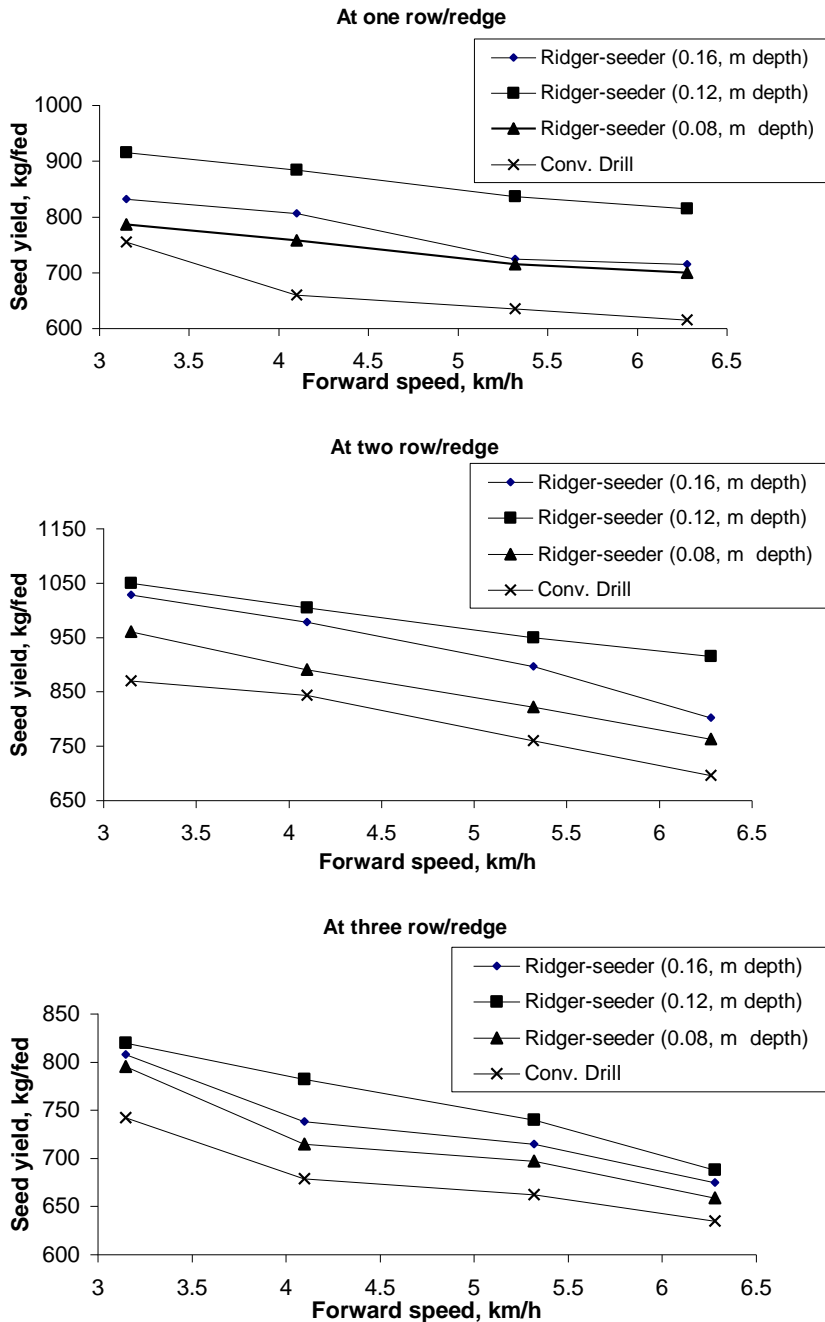 At one row/redge
Ridger-seeder (0.16, m depth)
Ridger-seeder (0.12, m depth)
Ridger-seeder (0.08, m  depth)
Conv. Drill
1000
900
800
700
600
Seed yield, kg/fed
3 3.5 4 4.5 5 5.5 6 6.5
Forward speed, km/h
At two row/redge
Ridger-seeder (0.16, m depth)
Ridger-seeder (0.12, m depth)
Ridger-seeder (0.08, m  depth)
Conv. Drill
1150
1050
950
850
750
650
Seed yield, kg/fed
3 3.5 4 4.5 5 5.5 6 6.5
Forward speed, km/h
At three row/redge
Ridger-seeder (0.16, m depth)
Ridger-seeder (0.12, m depth)
Ridger-seeder (0.08, m  depth)
Conv. Drill
850
800
750
700
650
600
Seed yield, kg/fed
3 3.5 4 4.5 5 5.5 6 6.5
Forward speed, km/h